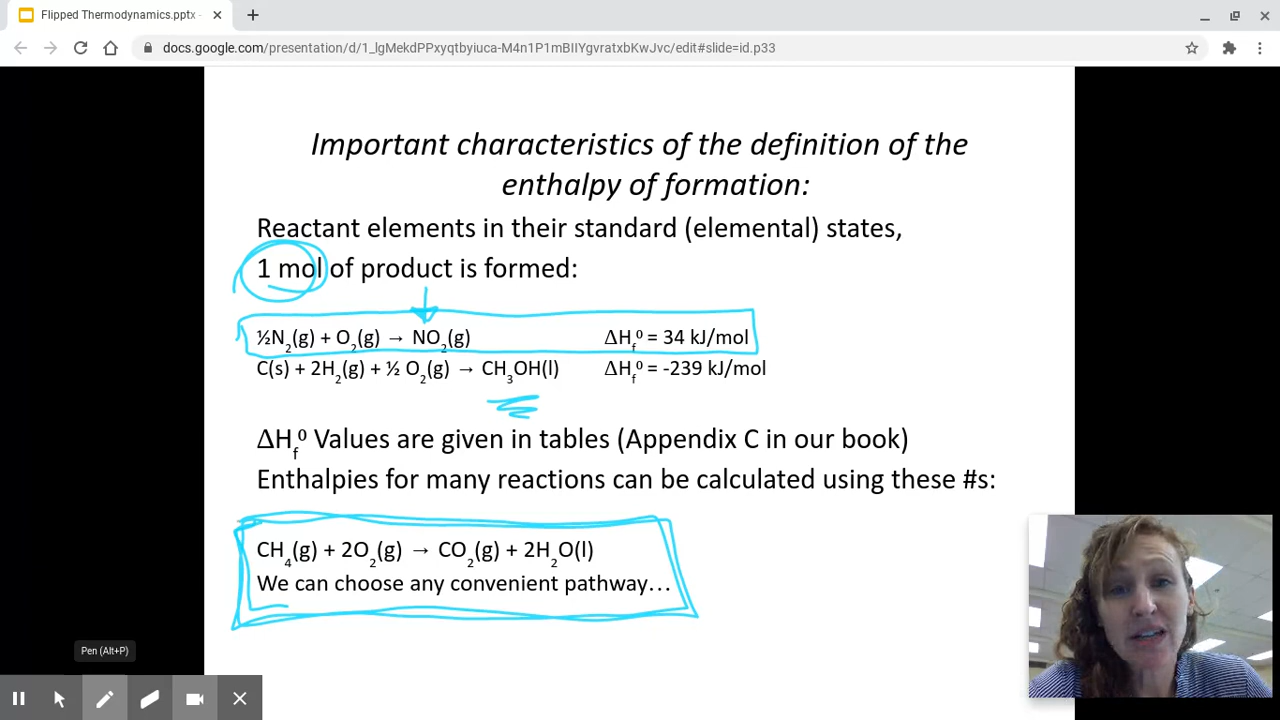 Flipped Thermodynamics.pptx -
docs.google.com/presentation/d/1_lgMekdPPxyqtbyiuca-M4n1P1mBIIYgvratxbKwJvc/edit#slide=id.p33
Important characteristics of the definition of the
enthalpy of formation:
Reactant elements in their standard (elemental) states,
1 mol of product is formed:
½N₂(g) + O₂(g) → NO₂(g) ΔHf⁰ = 34 kJ/mol
C(s) + 2H₂(g) + ½ O₂(g) → CH₃OH(l) ΔHf⁰ = -239 kJ/mol
ΔHf⁰ Values are given in tables (Appendix C in our book)
Enthalpies for many reactions can be calculated using these #s:
CH₄(g) + 2O₂(g) → CO₂(g) + 2H₂O(l)
We can choose any convenient pathway…
Pen (Alt+P)